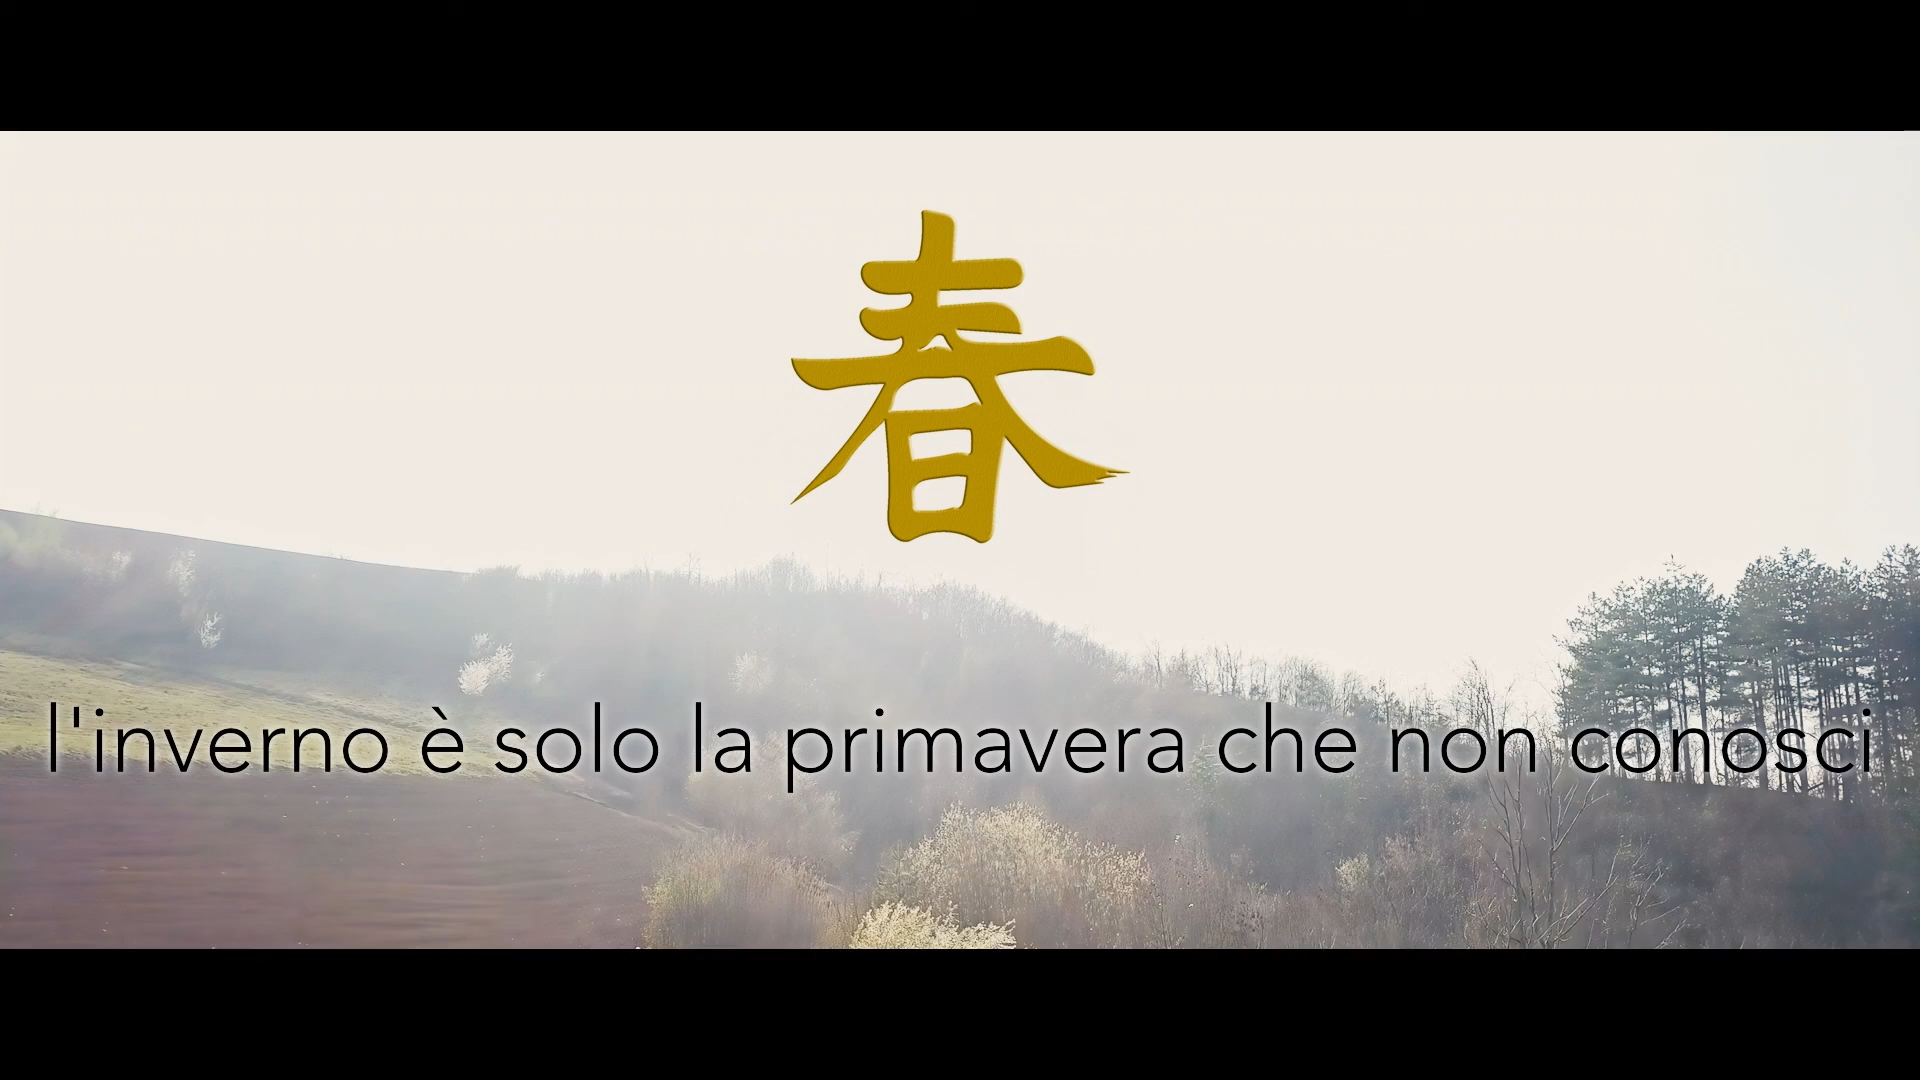 春
l'inverno è solo la primavera che non conosci